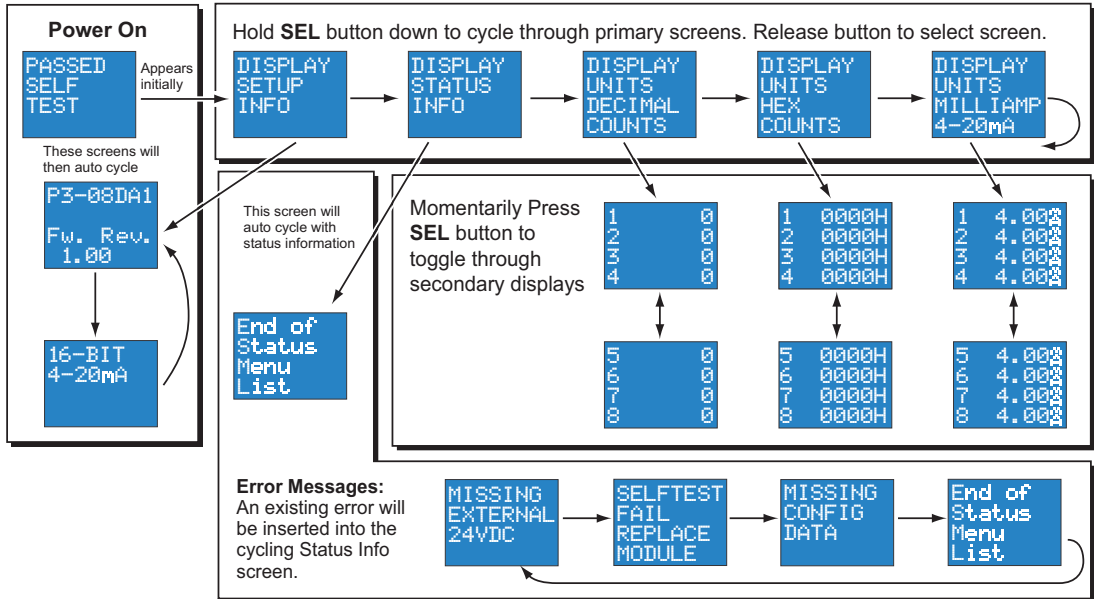 Power On
PASSED
SELF
TEST
Appears
initially
These screens will
then auto cycle
P3-08DA1
Fw. Rev.
1.00
16-BIT
4-20mA
Hold SEL button down to cycle through primary screens. Release button to select screen.
DISPLAY
SETUP
INFO
DISPLAY
STATUS
INFO
DISPLAY
UNITS
DECIMAL
COUNTS
DISPLAY
UNITS
HEX
COUNTS
DISPLAY
UNITS
MILLIAMP
4-20mA
This screen will
auto cycle with
status information
End of
Status
Menu
List
Momentarily Press
SEL button to
toggle through
secondary displays
1 0
2 0
3 0
4 0
5 0
6 0
7 0
8 0
1 0000H
2 0000H
3 0000H
4 0000H
5 0000H
6 0000H
7 0000H
8 0000H
1 4.00
2 4.00
3 4.00
4 4.00
5 4.00
6 4.00
7 4.00
8 4.00
Error Messages:
An existing error will
be inserted into the
cycling Status Info
screen.
MISSING
EXTERNAL
24VDC
SELFTEST
FAIL
REPLACE
MODULE
MISSING
CONFIG
DATA
End of
Status
Menu
List